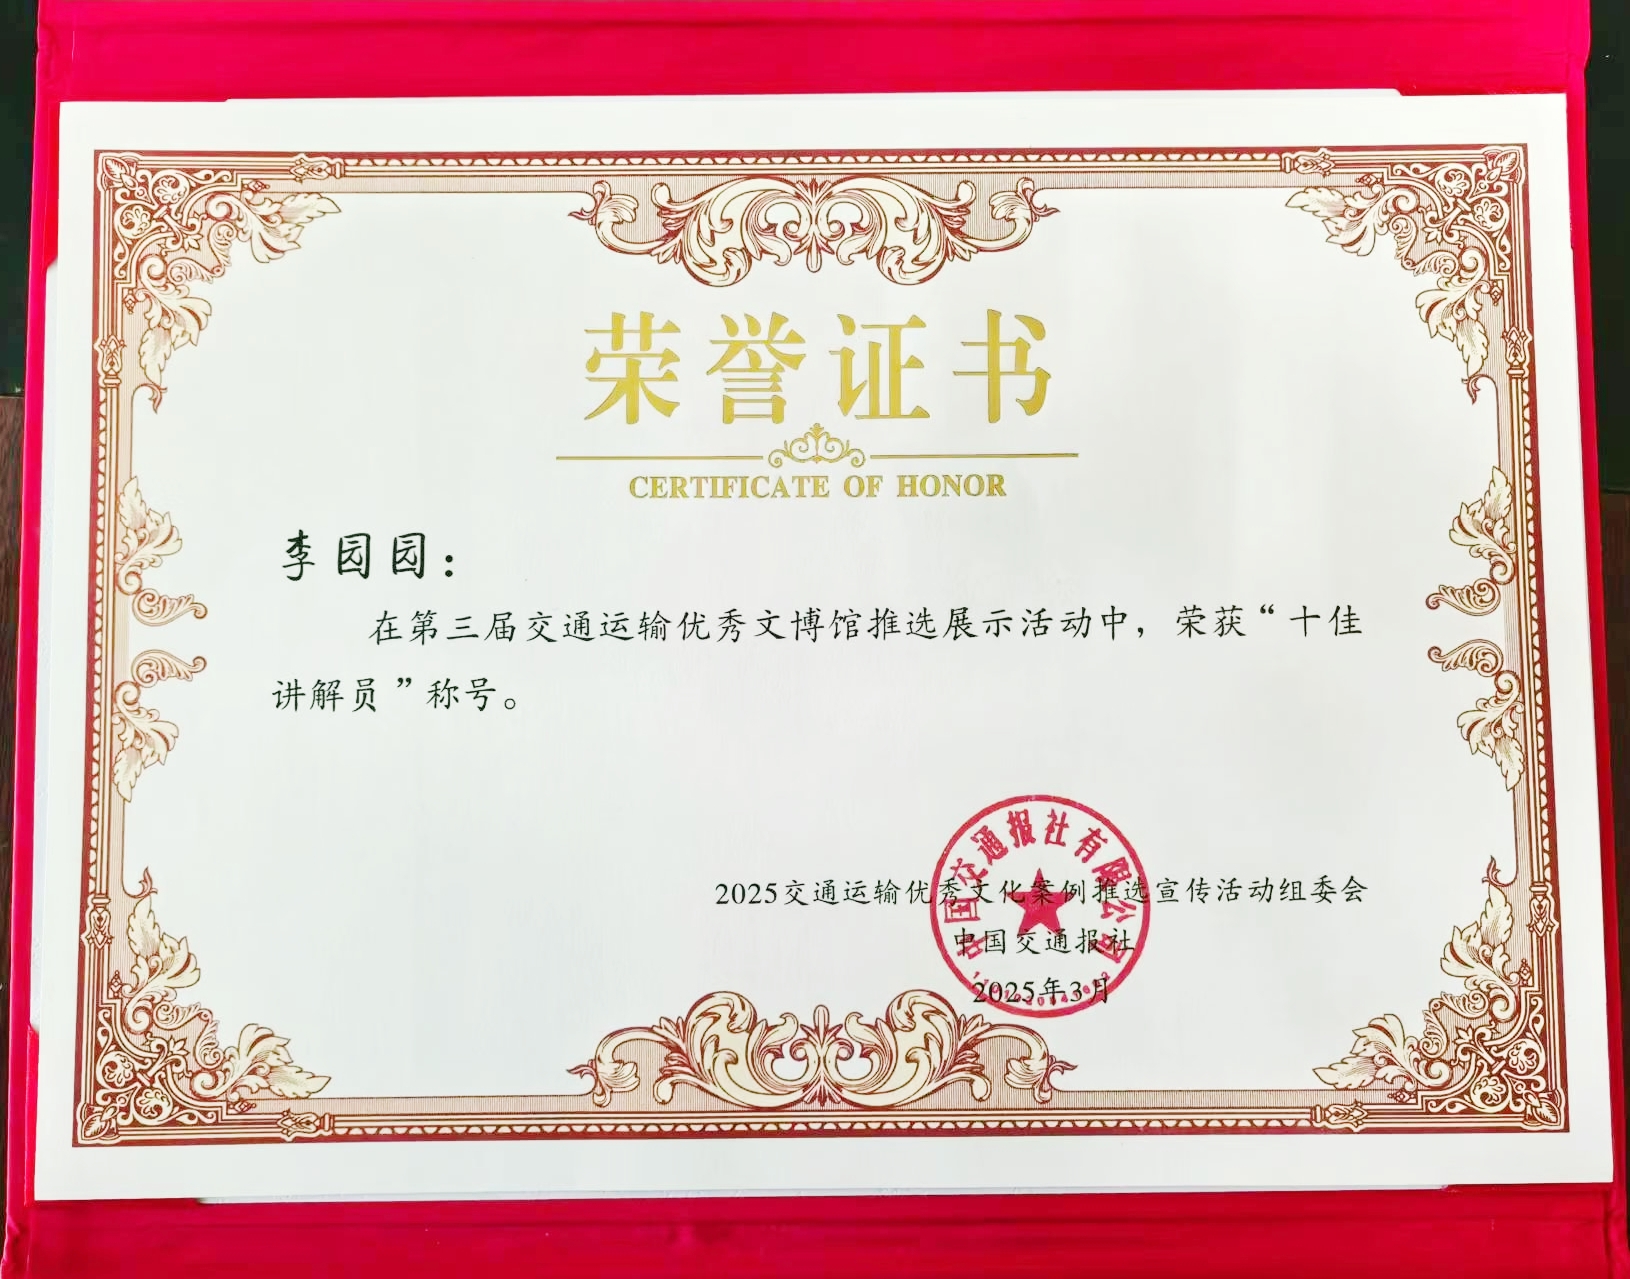 荣誉证书
CERTIFICATE OF HONOR
李园园：
在第三届交通运输优秀文博馆推选展示活动中，荣获“十佳
讲解员”称号。
中国交通报社有限公司
2025交通运输优秀文化案例推选宣传活动组委会
中国交通报社
2025年3月